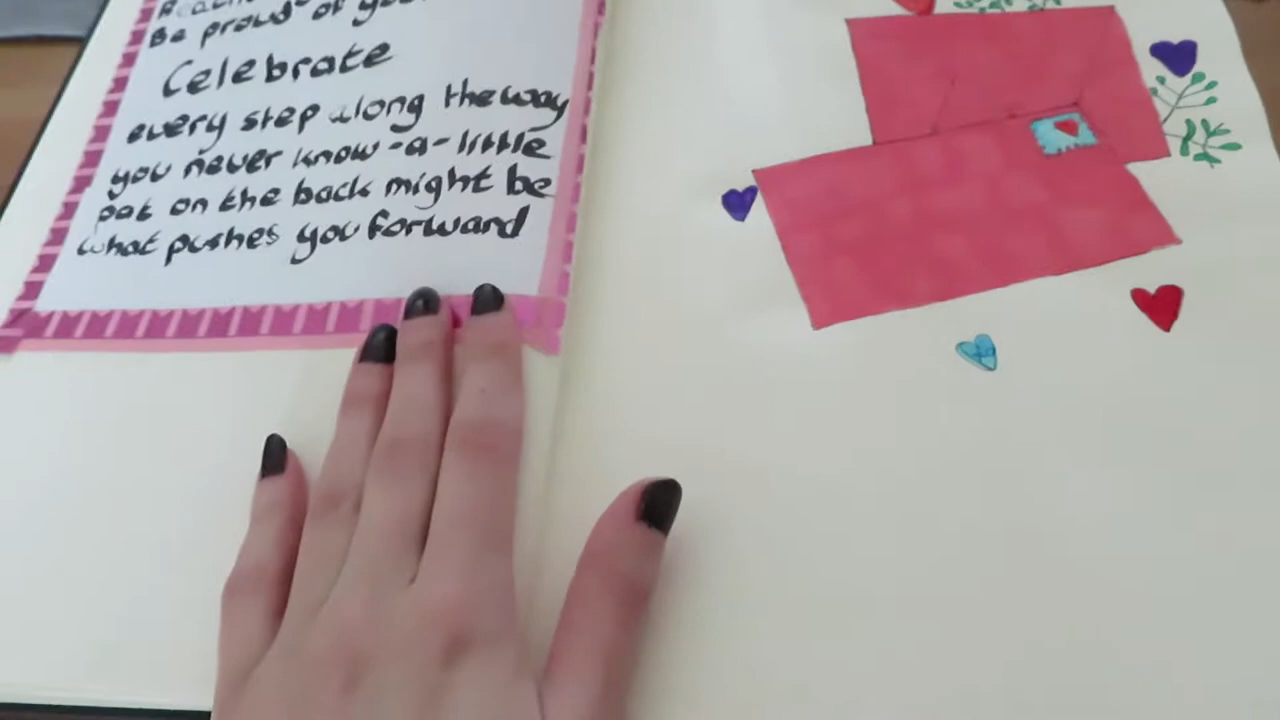 Be proud of
Celebrate
every step along the way
you never know-a-little
pat on the back might be
what pushes you forward